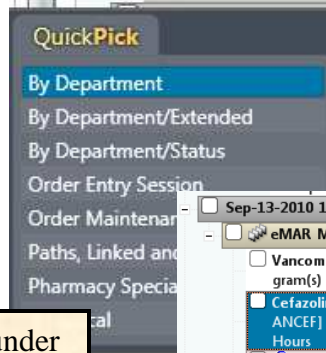 QuickPick
By Department
By Department/Extended
By Department/Status
Order Entry Session
Order Maintenan
Paths, Linked and
Pharmacy Specia
cal
under
Sep-13-2010 1
eMAR M
Vancom
gram(s)
Cefazolin
ANCEF]
Hours